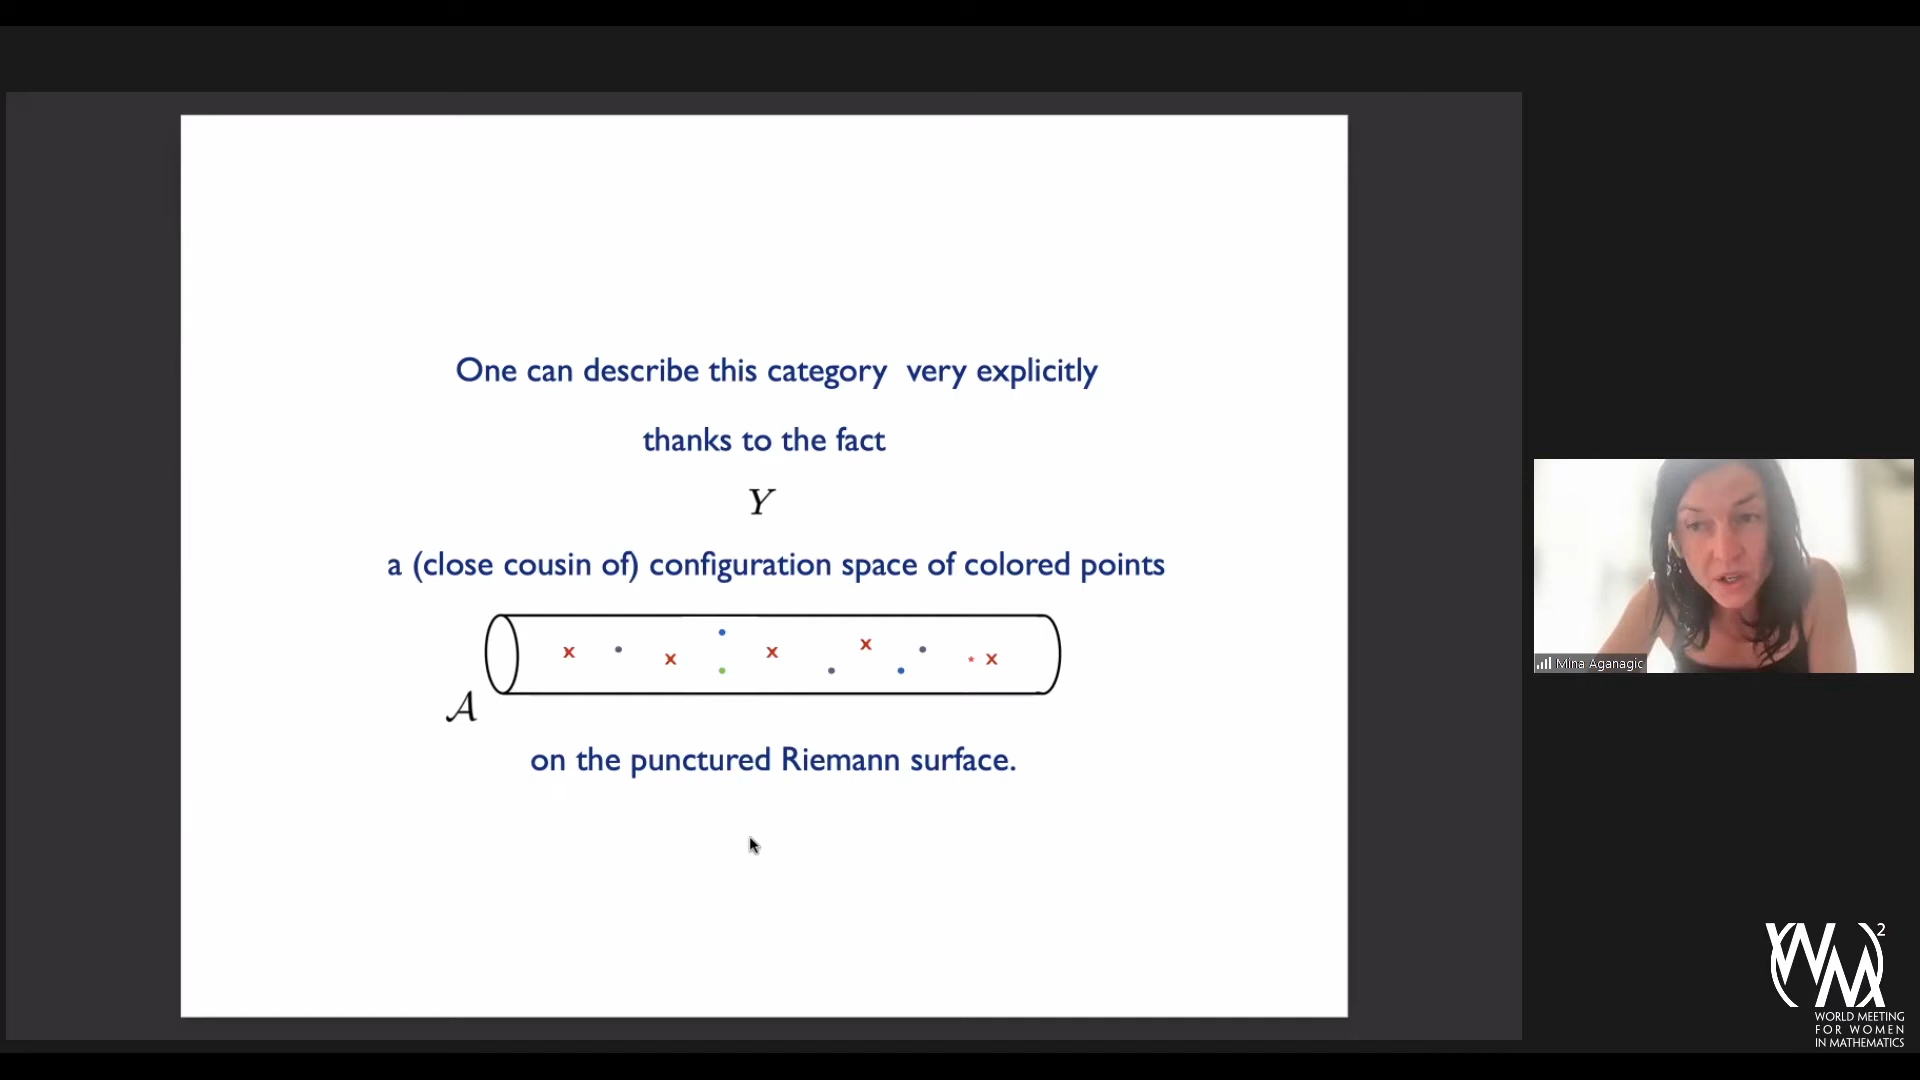 One can describe this category very explicitly
thanks to the fact
Y
a (close cousin of) configuration space of colored points
x x x x x
A
on the punctured Riemann surface.
Mina Aganagic
WM)²
WORLD MEETING
FOR WOMEN
IN MATHEMATICS